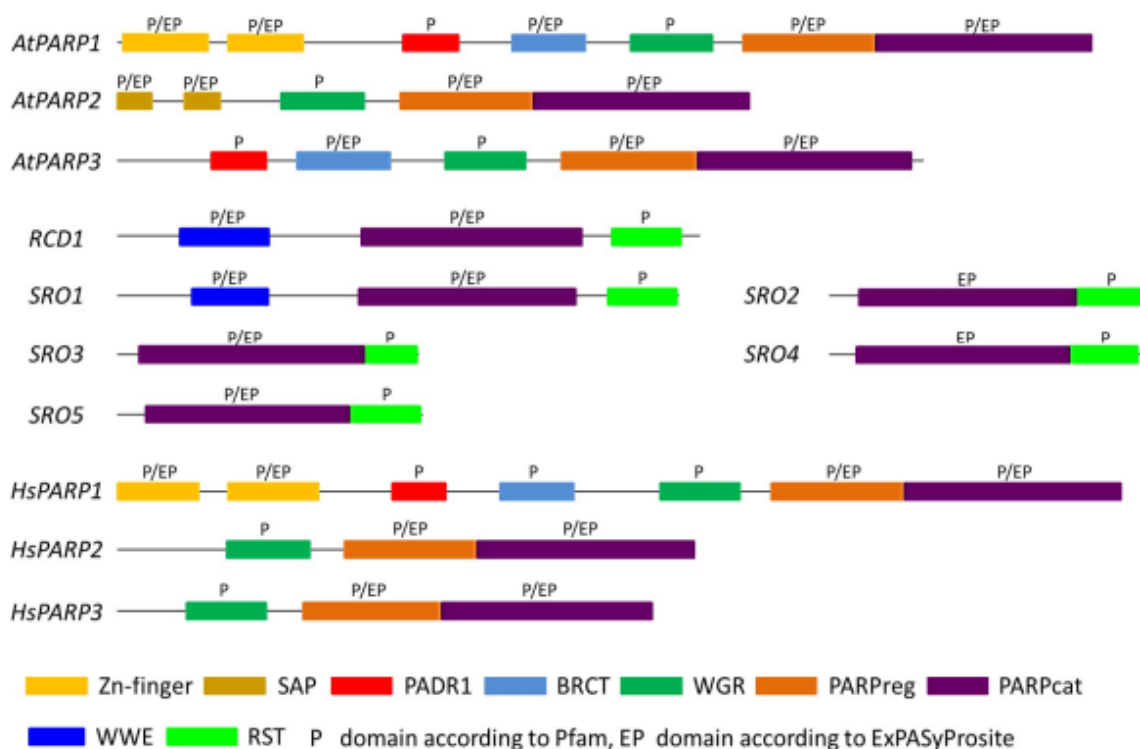 P/EP P/EP P P/EP P P/EP P/EP
AtPARP1
P/EP P/EP P P/EP P/EP
AtPARP2
P P/EP P P/EP P/EP
AtPARP3
P/EP P/EP P
RCD1
P/EP P/EP P
SRO1
EP P
SRO2
P/EP P
SRO3
EP P
SRO4
P/EP P
SRO5
P/EP P/EP P P P P/EP P/EP
HsPARP1
P P/EP P/EP
HsPARP2
P P/EP P/EP
HsPARP3
Zn-finger SAP PADR1 BRCT WGR PARPreg PARPcat
WWE RST P domain according to Pfam, EP domain according to ExPASyProsite